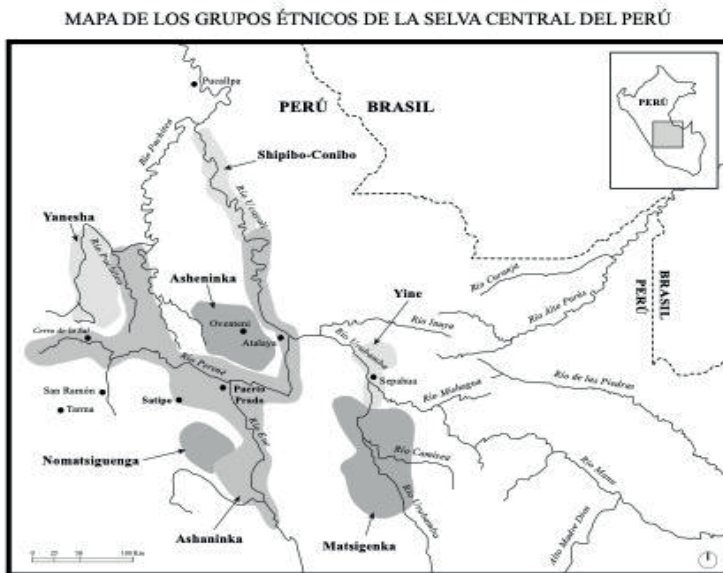 MAPA DE LOS GRUPOS ÉTNICOS DE LA SELVA CENTRAL DEL PERÚ
Pucallpa
PERÚ
BRASIL
PERÚ
Río Pachitea
Shipibo-Conibo
Río Ucayali
Yanesha
Asheninka
Yine
Río Curanja
Río Alto Purús
PERÚ
BRASIL
Atalaya
Río Inuya
Río Urubamba
Cerro de la Sal
Río Perené
Puerto
Prado
Sepahua
Río Mishagua
Río de las Piedras
San Ramón
Tarma
Satipo
Río Ene
Nomatsiguenga
Río Camisea
Río Manu
Río Urubamba
Ashaninka
Matsigenka
Alto Madre Dios
0